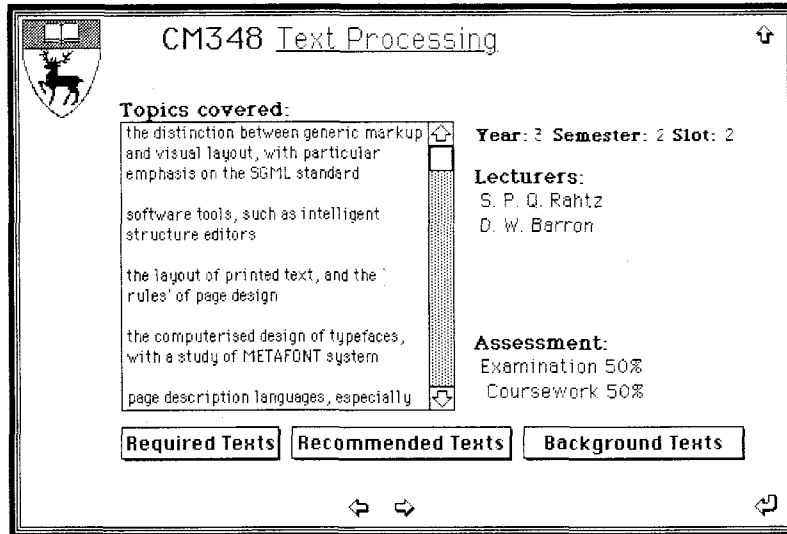 CM348 Text Processing
Topics covered:
the distinction between generic markup
and visual layout, with particular
emphasis on the SGML standard
software tools, such as intelligent
structure editors
the layout of printed text, and the `
rules' of page design
the computerised design of typefaces,
with a study of METAFONT system
page description languages, especially
Year: 3 Semester: 2 Slot: 2
Lecturers:
S. P. Q. Rahtz
D. W. Barron
Assessment:
Examination 50%
Coursework 50%
Required Texts
Recommended Texts
Background Texts